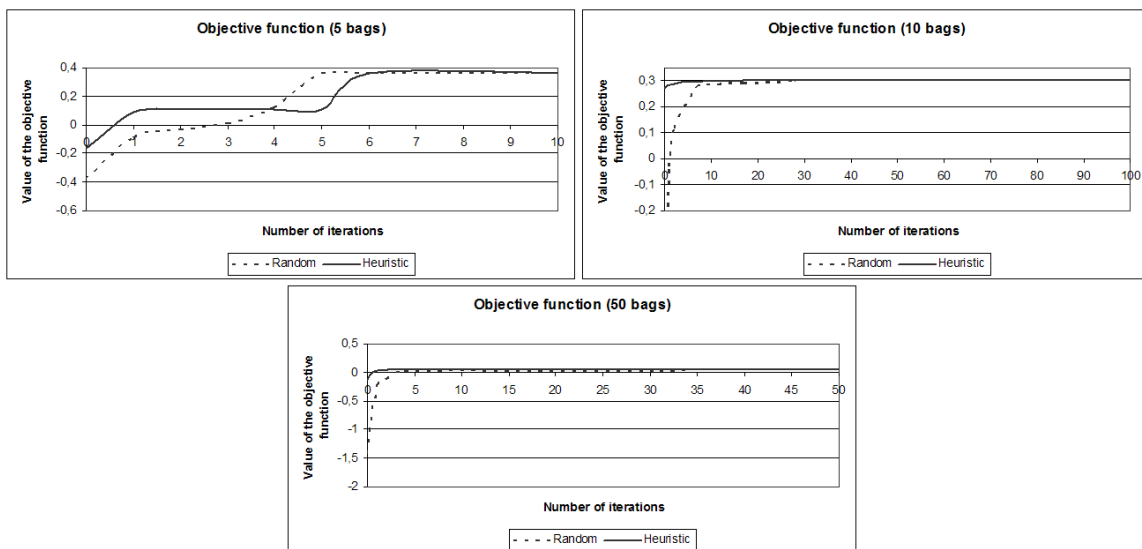 Objective function (5 bags)
Value of the objective
function
0,4
0,2
0
-0,2
-0,4
-0,6
0 1 2 3 4 5 6 7 8 9 10
Number of iterations
Random Heuristic
Objective function (10 bags)
Value of the objective
function
0,3
0,2
0,1
0
-0,1
-0,2
0 10 20 30 40 50 60 70 80 90 100
Number of iterations
Random Heuristic
Objective function (50 bags)
Value of the objective
function
0,5
0
-0,5
-1
-1,5
-2
0 5 10 15 20 25 30 35 40 45 50
Number of iterations
Random Heuristic